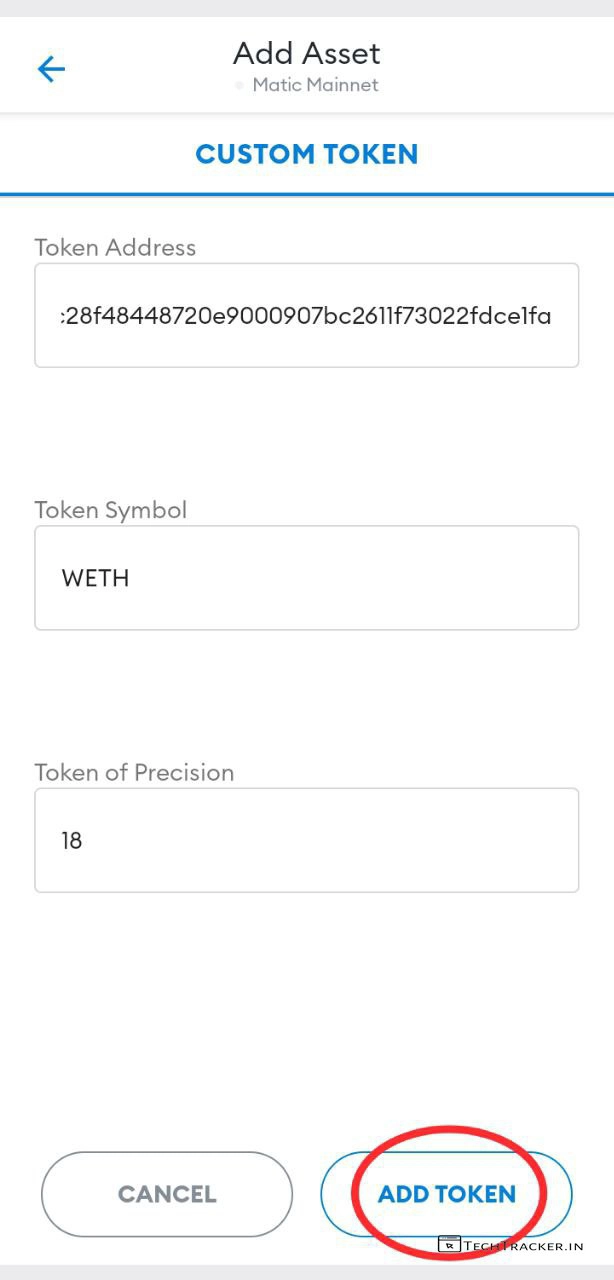 Add Asset
Matic Mainnet
CUSTOM TOKEN
Token Address
:28f48448720e9000907bc2611f73022fdce1fa
Token Symbol
WETH
Token of Precision
18
CANCEL
ADD TOKEN
TECHTRACKER.IN